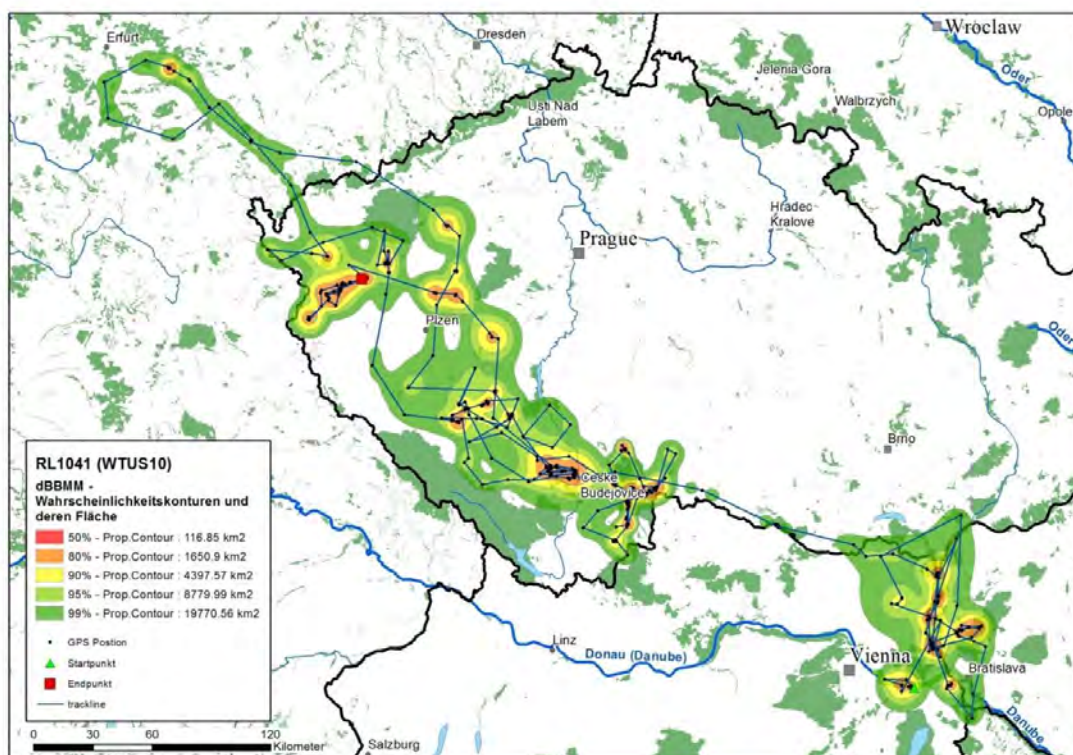 Erfurt
Dresden
Wroclaw
Oder
Jelenia Gora
Walbrzych
Opole
Usti Nad
Labem
Hradec
Kralove
Prague
Plzen
Oder
Brno
Ceske
Budejovice
Linz
Donau (Danube)
Vienna
Bratislava
Danube
Salzburg
RL1041 (WTUS10)
dBBMM -
Wahrscheinlichkeitskonturen und
deren Fläche
50% - Prop.Contour : 116.85 km2
80% - Prop.Contour : 1650.9 km2
90% - Prop.Contour : 4397.57 km2
95% - Prop.Contour : 8779.99 km2
99% - Prop.Contour : 19770.56 km2
GPS Postion
Startpunkt
Endpunkt
trackline
0 30 60 120
Kilometer